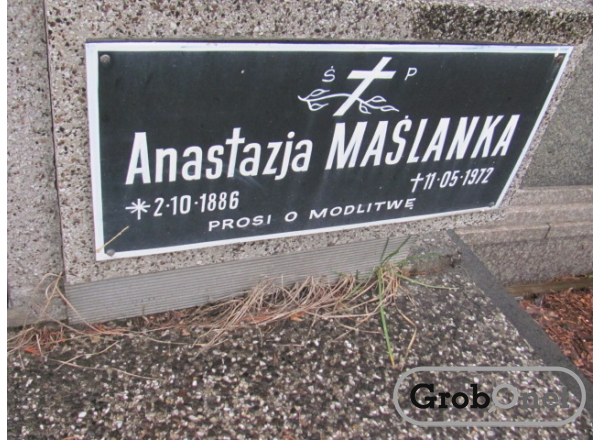 Ś P
Anastazja MAŚLANKA
*2·10·1886 †11·05·1972
PROSI O MODLITWĘ
GrobOnet